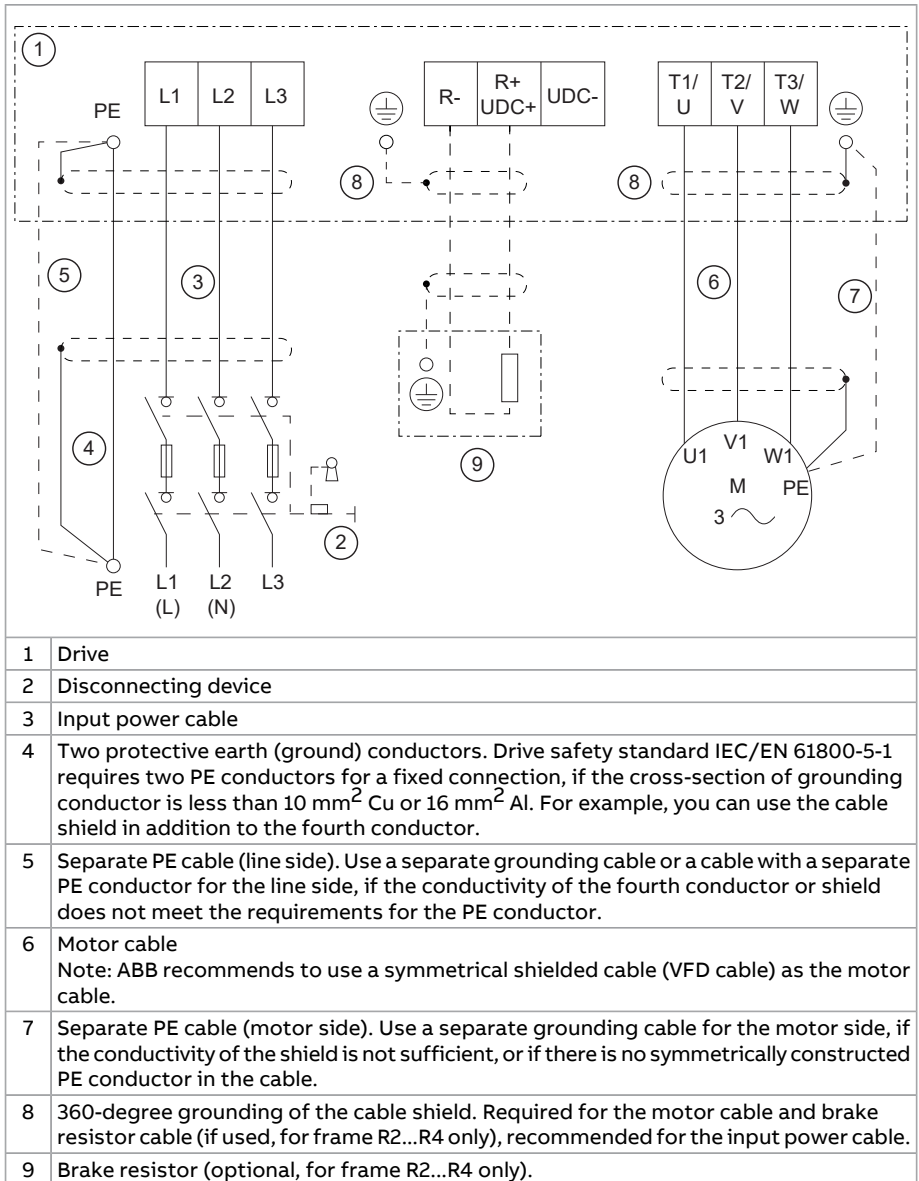 1
PE
L1 L2 L3
R- R+ UDC+ UDC-
T1/ U T2/ V T3/ W
8
8
5
3
6
7
4
9
2
U1 V1 W1
M PE
3
PE
L1 (L) L2 (N) L3
1 Drive
2 Disconnecting device
3 Input power cable
4 Two protective earth (ground) conductors. Drive safety standard IEC/EN 61800-5-1
requires two PE conductors for a fixed connection, if the cross-section of grounding
conductor is less than 10 mm2 Cu or 16 mm2 Al. For example, you can use the cable
shield in addition to the fourth conductor.
5 Separate PE cable (line side). Use a separate grounding cable or a cable with a separate
PE conductor for the line side, if the conductivity of the fourth conductor or shield
does not meet the requirements for the PE conductor.
6 Motor cable
Note: ABB recommends to use a symmetrical shielded cable (VFD cable) as the motor
cable.
7 Separate PE cable (motor side). Use a separate grounding cable for the motor side, if
the conductivity of the shield is not sufficient, or if there is no symmetrically constructed
PE conductor in the cable.
8 360-degree grounding of the cable shield. Required for the motor cable and brake
resistor cable (if used, for frame R2...R4 only), recommended for the input power cable.
9 Brake resistor (optional, for frame R2...R4 only).